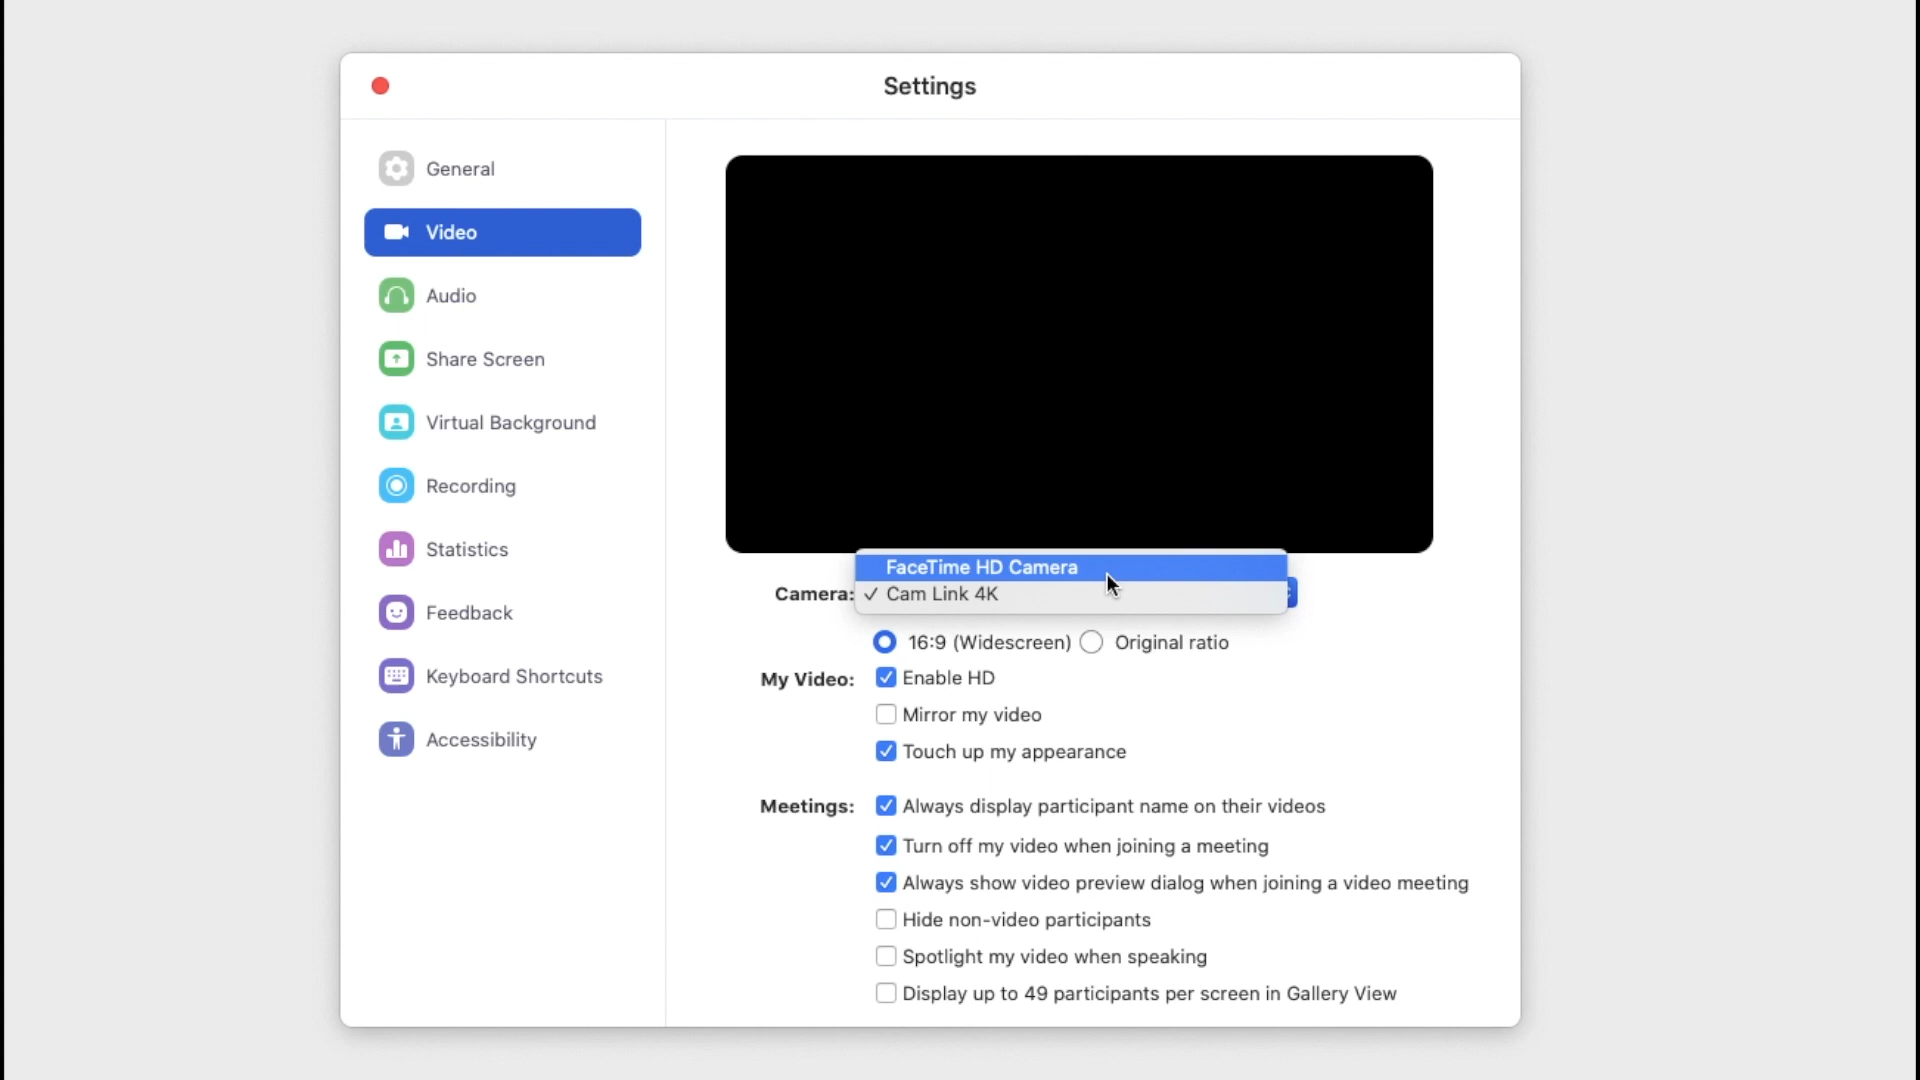 Settings
General
Video
Audio
Share Screen
Virtual Background
Recording
Statistics
Feedback
Keyboard Shortcuts
Accessibility
FaceTime HD Camera
Camera: ✓ Cam Link 4K
16:9 (Widescreen) Original ratio
My Video: Enable HD
Mirror my video
Touch up my appearance
Meetings: Always display participant name on their videos
Turn off my video when joining a meeting
Always show video preview dialog when joining a video meeting
Hide non-video participants
Spotlight my video when speaking
Display up to 49 participants per screen in Gallery View